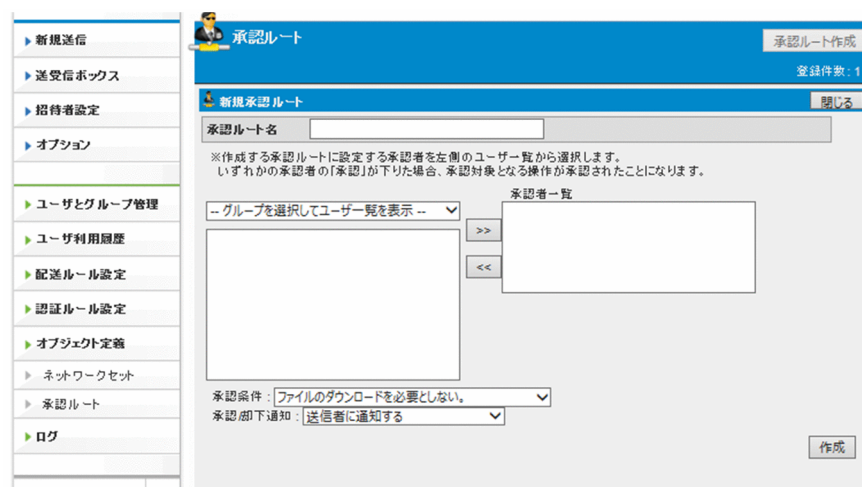 新規送信
送受信ボックス
招待者設定
オプション
ユーザとグループ管理
ユーザ利用履歴
配送ルール設定
認証ルール設定
オブジェクト定義
ネットワークセット
承認ルート
ログ
承認ルート
承認ルート作成
登録件数:1
新規承認ルート
閉じる
承認ルート名
※作成する承認ルートに設定する承認者を左側のユーザー覧から選択します。
いずれかの承認者の「承認」が下りた場合、承認対象となる操作が承認されたことになります。
承認者一覧
-- グループを選択してユーザ一覧を表示 --
>>
<<
承認条件:ファイルのダウンロードを必要としない。
承認/却下通知:送信者に通知する
作成